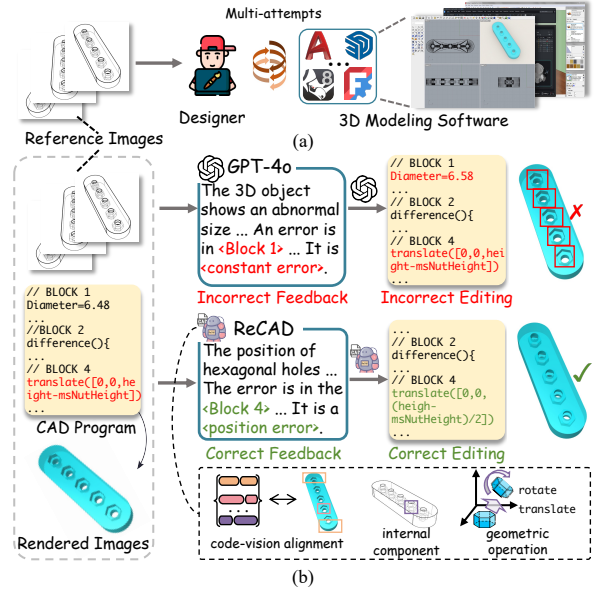 Multi-attempts
Reference Images
Designer
3D Modeling Software
A
8
F
...
(a)
GPT-4o
The 3D object
shows an abnormal
size ... An error is
in <Block 1> ... It is
<constant error>.
Incorrect Feedback
// BLOCK 1
Diameter=6.58
...
// BLOCK 2
difference(){
...
// BLOCK 4
translate([0,0,hei
ght-msNutHeight])
...
Incorrect Editing
✗
// BLOCK 1
Diameter=6.48
...
//BLOCK 2
difference(){
...
// BLOCK 4
translate([0,0,he
ight-msNutHeight])
...
CAD Program
Rendered Images
ReCAD
The position of
hexagonal holes ...
The error is in the
<Block 4> ... It is a
<position error>.
Correct Feedback
...
// BLOCK 2
difference(){
...
// BLOCK 4
translate([0,0,
(heigh-
msNutHeight)/2])
...
Correct Editing
✓
...
code-vision alignment
internal
component
rotate
translate
geometric
operation
(b)